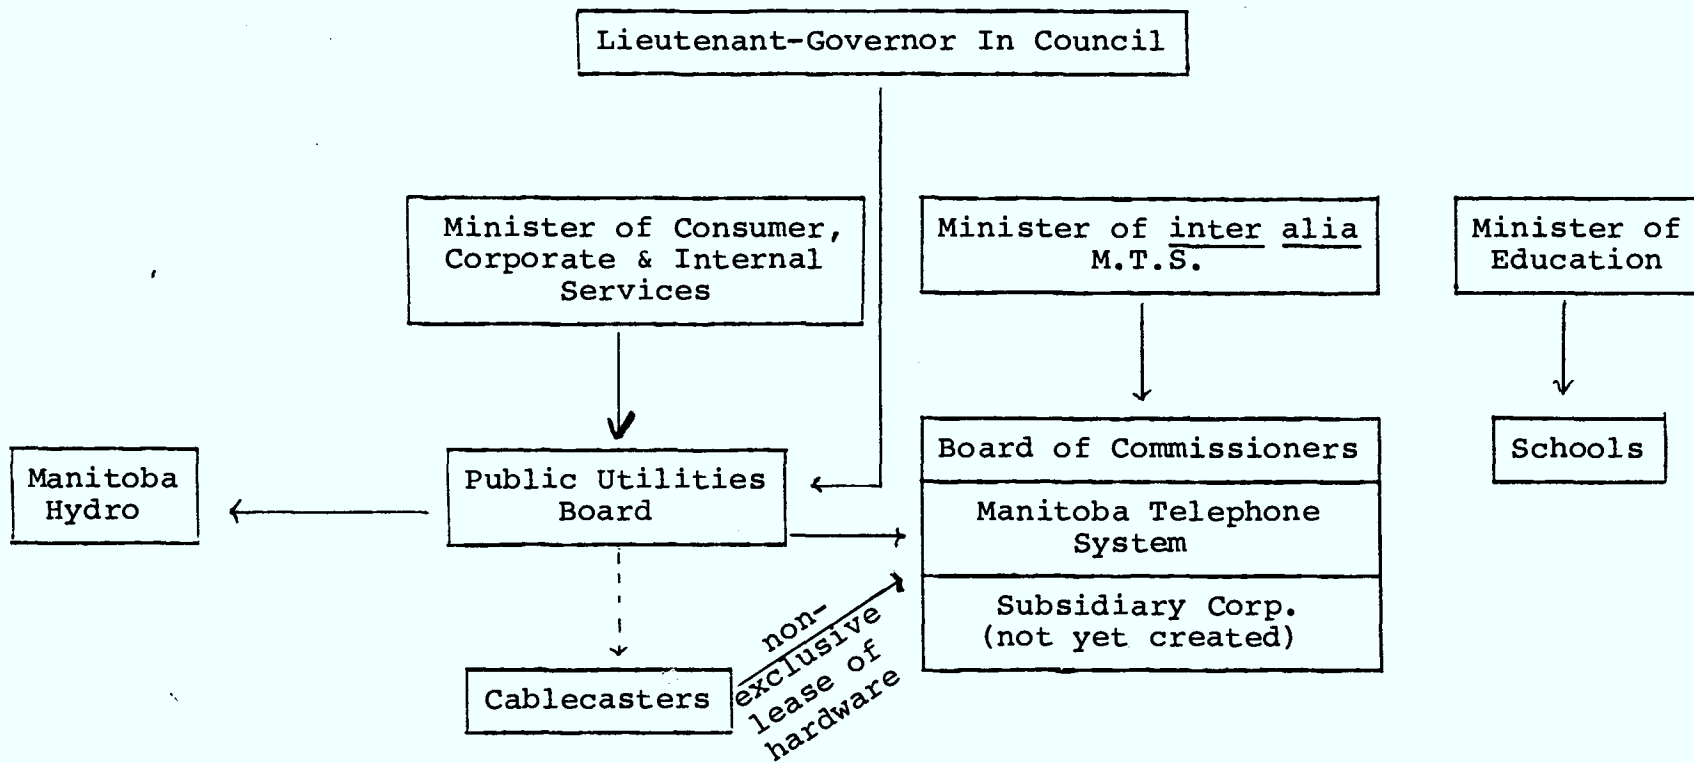 Lieutenant-Governor In Council
Minister of Consumer,
Corporate & Internal
Services
Minister of inter alia
M.T.S.
Minister of
Education
Manitoba
Hydro
Public Utilities
Board
Board of Commissioners
Manitoba Telephone
System
Subsidiary Corp.
(not yet created)
Schools
Cablecasters
non-
exclusive
lease of
hardware